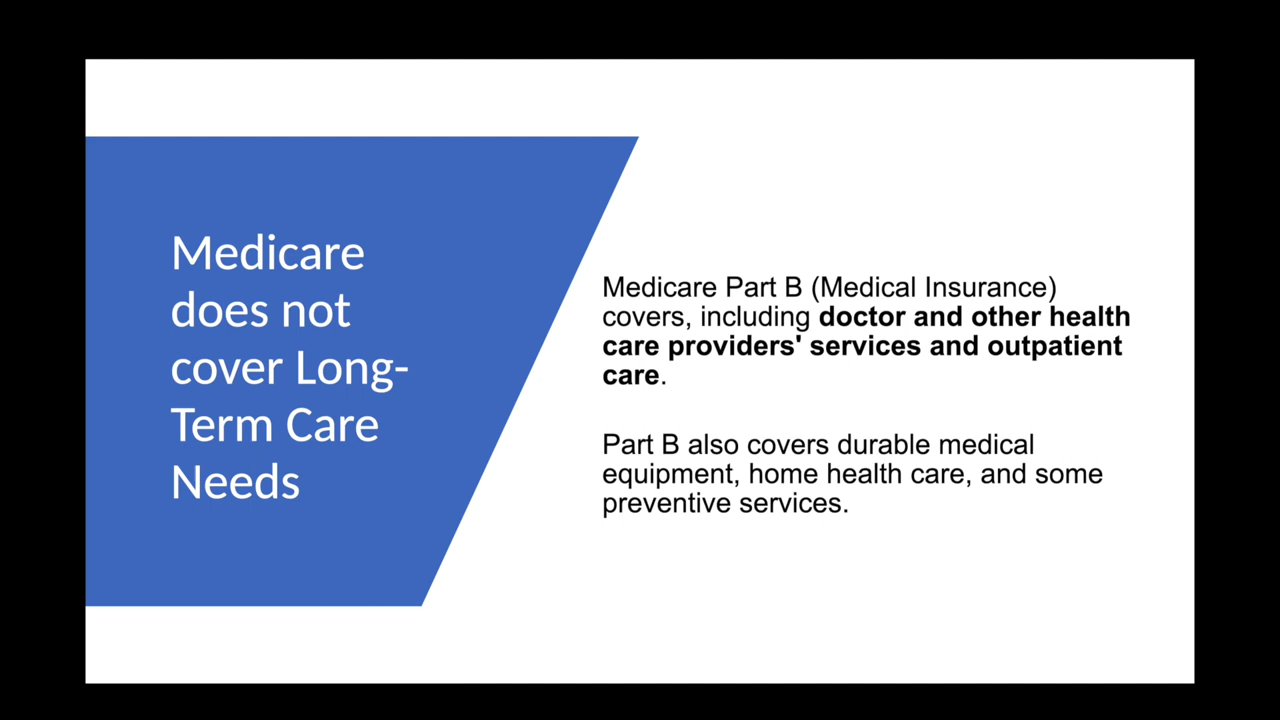 Medicare
does not
cover Long-
Term Care
Needs
Medicare Part B (Medical Insurance)
covers, including doctor and other health
care providers' services and outpatient
care.
Part B also covers durable medical
equipment, home health care, and some
preventive services.